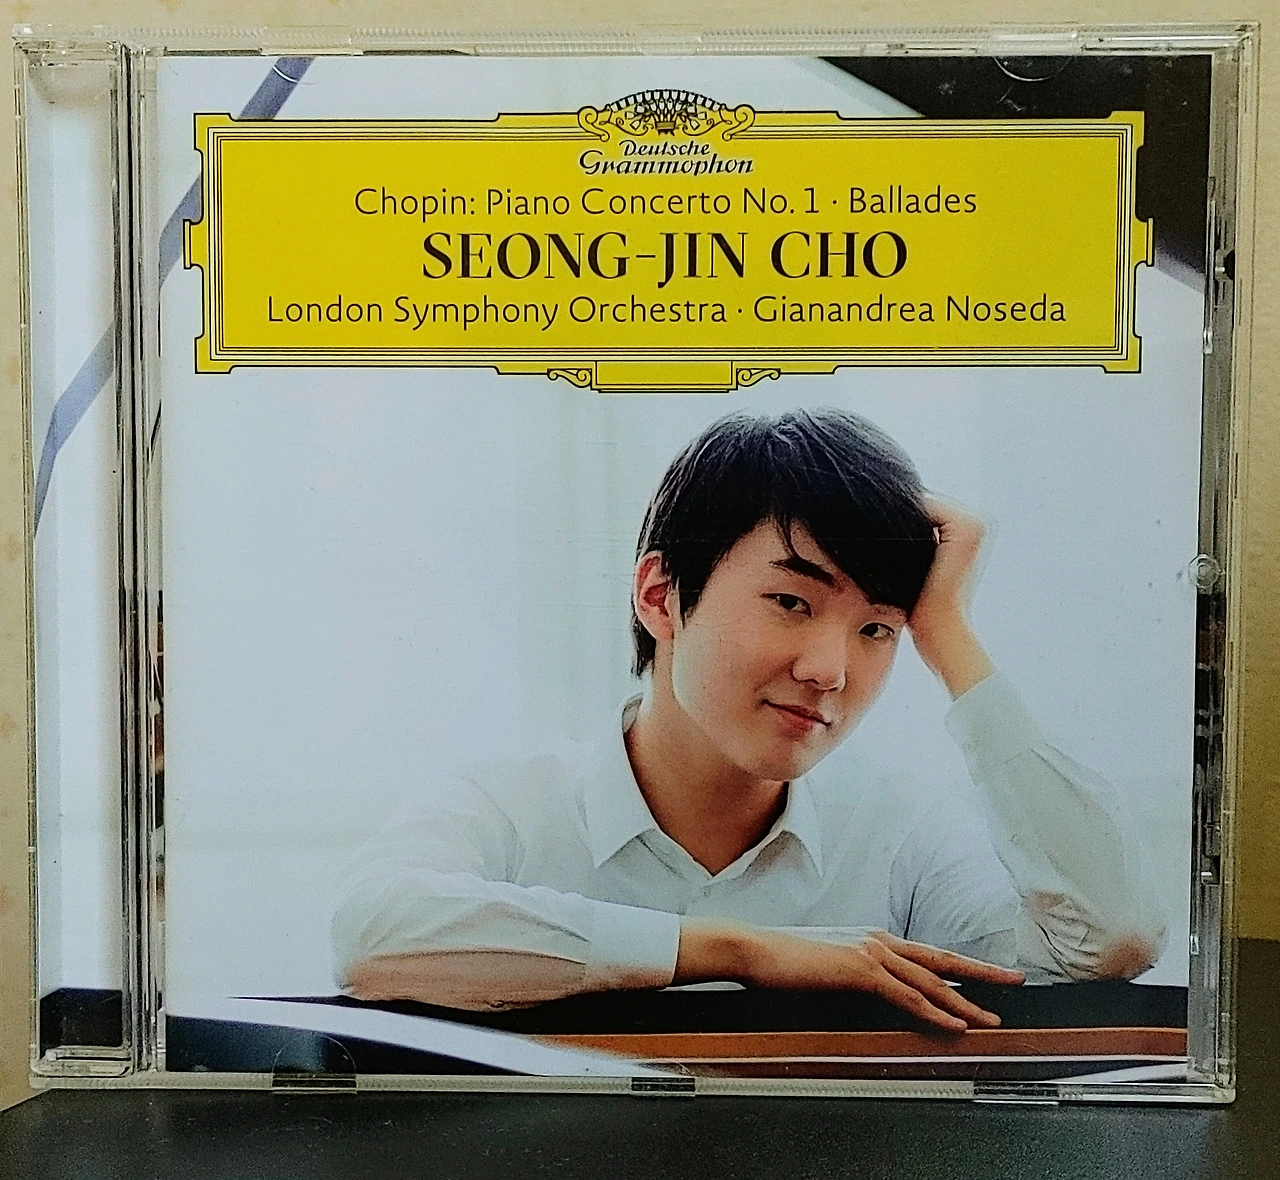 Deutsche
Grammophon
Chopin: Piano Concerto No. 1 · Ballades
SEONG-JIN CHO
London Symphony Orchestra · Gianandrea Noseda